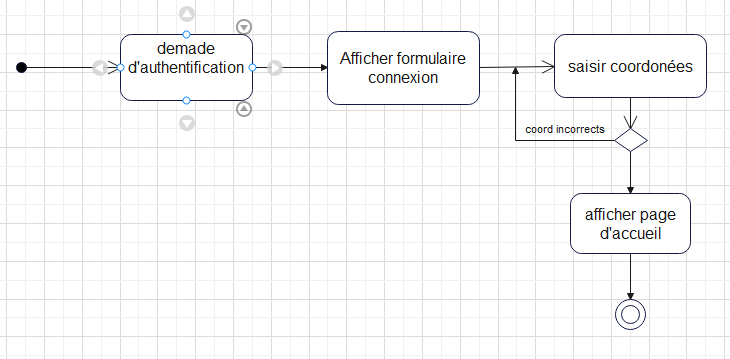 demade
d'authentification
Afficher formulaire
connexion
saisir coordonées
coord incorrects
afficher page
d'accueil